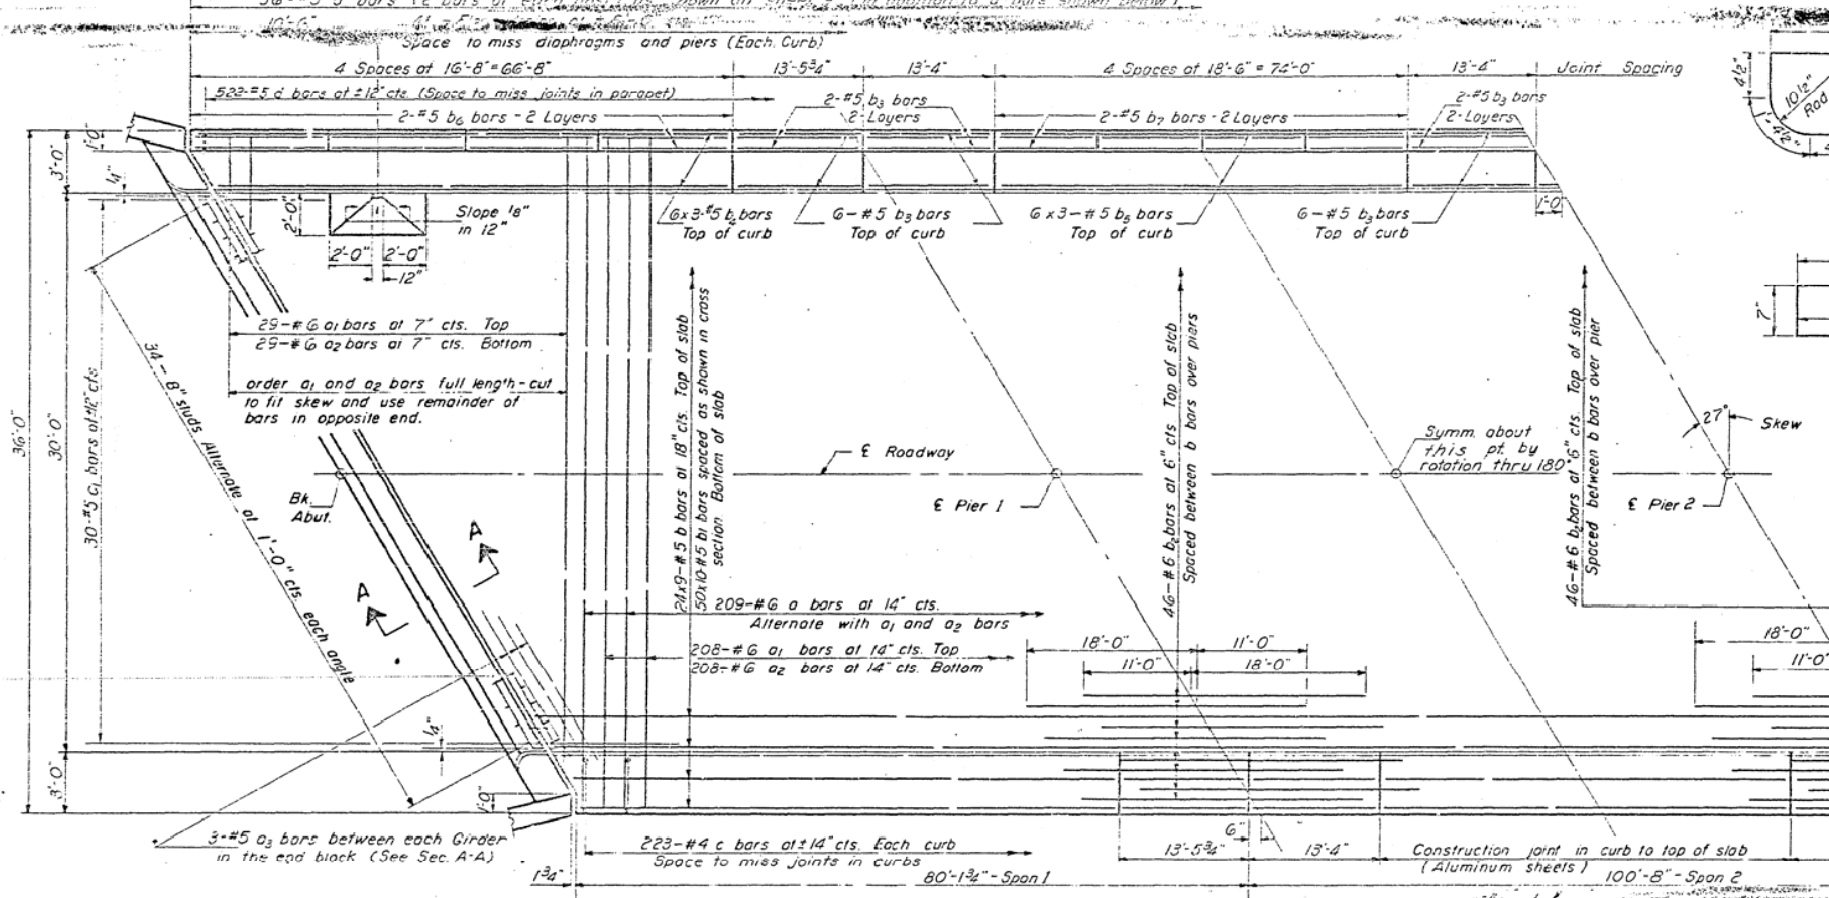 Space to miss diaphragms and piers (Each Curb)
4 Spaces at 16'-8" = 66'-8"
13'-5¾"
13'-4"
4 Spaces at 18'-6" = 74'-0"
13'-4"
Joint Spacing
523-#5 d bars at ±12" cts. (Space to miss joints in parapet)
2-#5 b6 bars - 2 Layers
2-#5 b3 bars
2-Layers
2-#5 b7 bars - 2 Layers
2-#5 b3 bars
2-Layers
4½"
10½"
Rad
4½"
1'-0"
3'-0"
¼"
2'-0"
Slope ⅛"
in 12"
2'-0"
2'-0"
12"
6x3-#5 b4 bars
Top of curb
6-#5 b3 bars
Top of curb
6x3-#5 b5 bars
Top of curb
6-#5 b3 bars
Top of curb
1'-0"
7"
29-#6 a1 bars at 7" cts. Top
29-#6 a2 bars at 7" cts. Bottom
order a1 and a2 bars full length-cut
to fit skew and use remainder of
bars in opposite end.
36'-0"
30'-0"
30-#5 c1 bars at ±12" cts
34 - 8" studs Alternate at 1'-0" cts. each angle
24x9-#5 b bars at 18" cts. Top of slab
50x10-#5 b1 bars spaced as shown in cross
section. Bottom of slab
46-#6 b2 bars at 6" cts Top of slab
Spaced between b bars over piers
46-#6 b2 bars at 6" cts. Top of slab
Spaced between b bars over pier
27°
Skew
Symm. about
this pt. by
rotation thru 180°
℄ Roadway
Bk.
Abut.
℄ Pier 1
℄ Pier 2
A
A
209-#6 a bars at 14" cts.
Alternate with a1 and a2 bars
208-#6 a1 bars at 14" cts. Top
208-#6 a2 bars at 14" cts. Bottom
18'-0"
11'-0"
11'-0"
18'-0"
18'-0"
11'-0"
¼"
3'-0"
1'-0"
3-#5 a3 bars between each Girder
in the end block (See Sec. A-A)
223-#4 c bars at ±14" cts. Each curb
Space to miss joints in curbs
6"
13'-5¾"
13'-4"
Construction joint in curb to top of slab
(Aluminum sheets)
1¾"
80'-1¾" - Span 1
100'-8" - Span 2